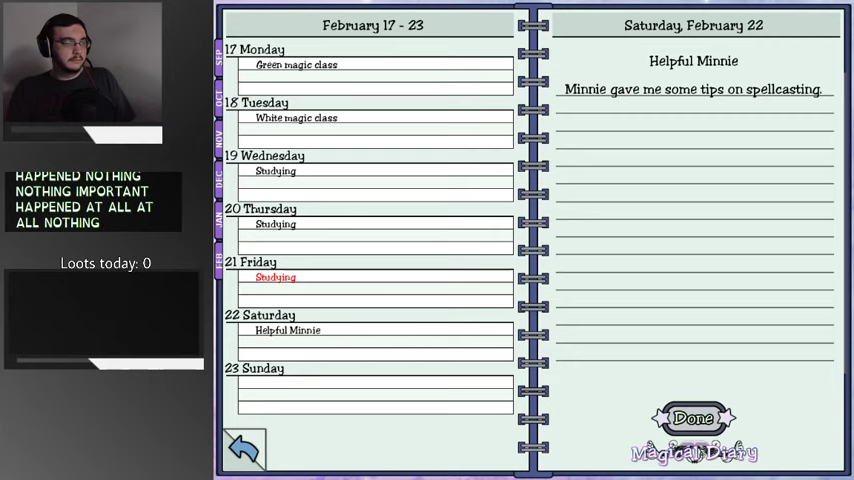 HAPPENED NOTHING
NOTHING IMPORTANT
HAPPENED AT ALL AT
ALL NOTHING
Loots today: 0
SEP
OCT
NOV
DEC
JAN
FEB
February 17 - 23
17 Monday
Green magic class
18 Tuesday
White magic class
19 Wednesday
Studying
20 Thursday
Studying
21 Friday
Studying
22 Saturday
Helpful Minnie
23 Sunday
Saturday, February 22
Helpful Minnie
Minnie gave me some tips on spellcasting.
Done
Magical Diary